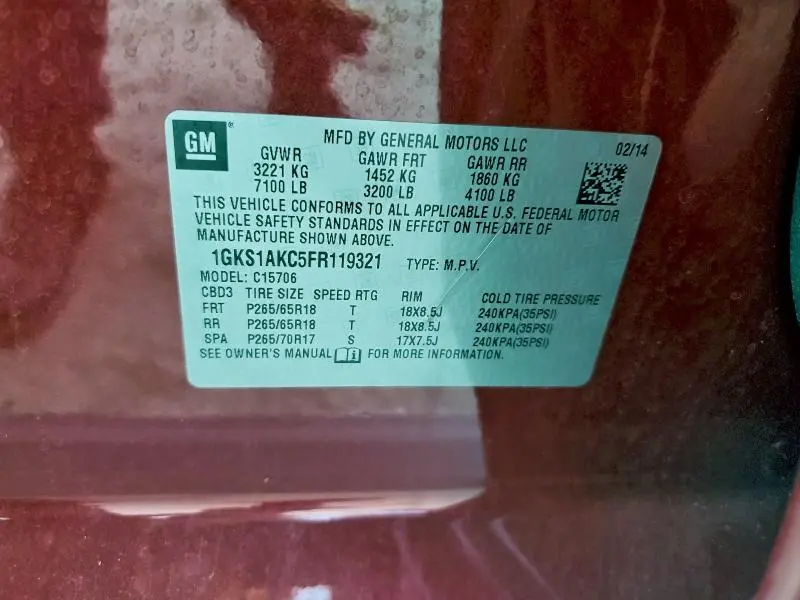 GM®
MFD BY GENERAL MOTORS LLC 02/14
GVWR GAWR FRT GAWR RR
3221 KG 1452 KG 1860 KG
7100 LB 3200 LB 4100 LB
THIS VEHICLE CONFORMS TO ALL APPLICABLE U.S. FEDERAL MOTOR
VEHICLE SAFETY STANDARDS IN EFFECT ON THE DATE OF
MANUFACTURE SHOWN ABOVE.
1GKS1AKC5FR119321 TYPE: M.P.V.
MODEL: C15706
CBD3 TIRE SIZE SPEED RTG RIM COLD TIRE PRESSURE
FRT P265/65R18 T 18X8.5J 240KPA(35PSI)
RR P265/65R18 T 18X8.5J 240KPA(35PSI)
SPA P265/70R17 S 17X7.5J 240KPA(35PSI)
SEE OWNER'S MANUAL FOR MORE INFORMATION.